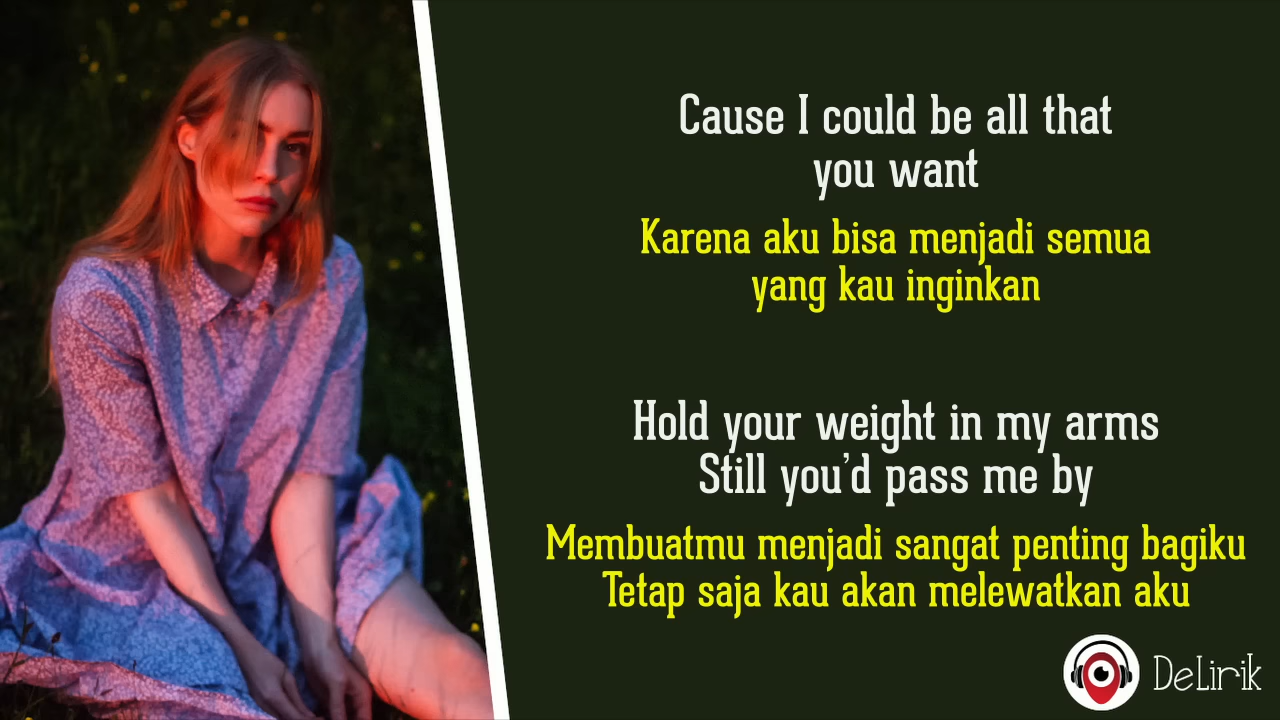 Cause I could be all that
you want
Karena aku bisa menjadi semua
yang kau inginkan
Hold your weight in my arms
Still you'd pass me by
Membuatmu menjadi sangat penting bagiku
Tetap saja kau akan melewatkan aku
DeLirik